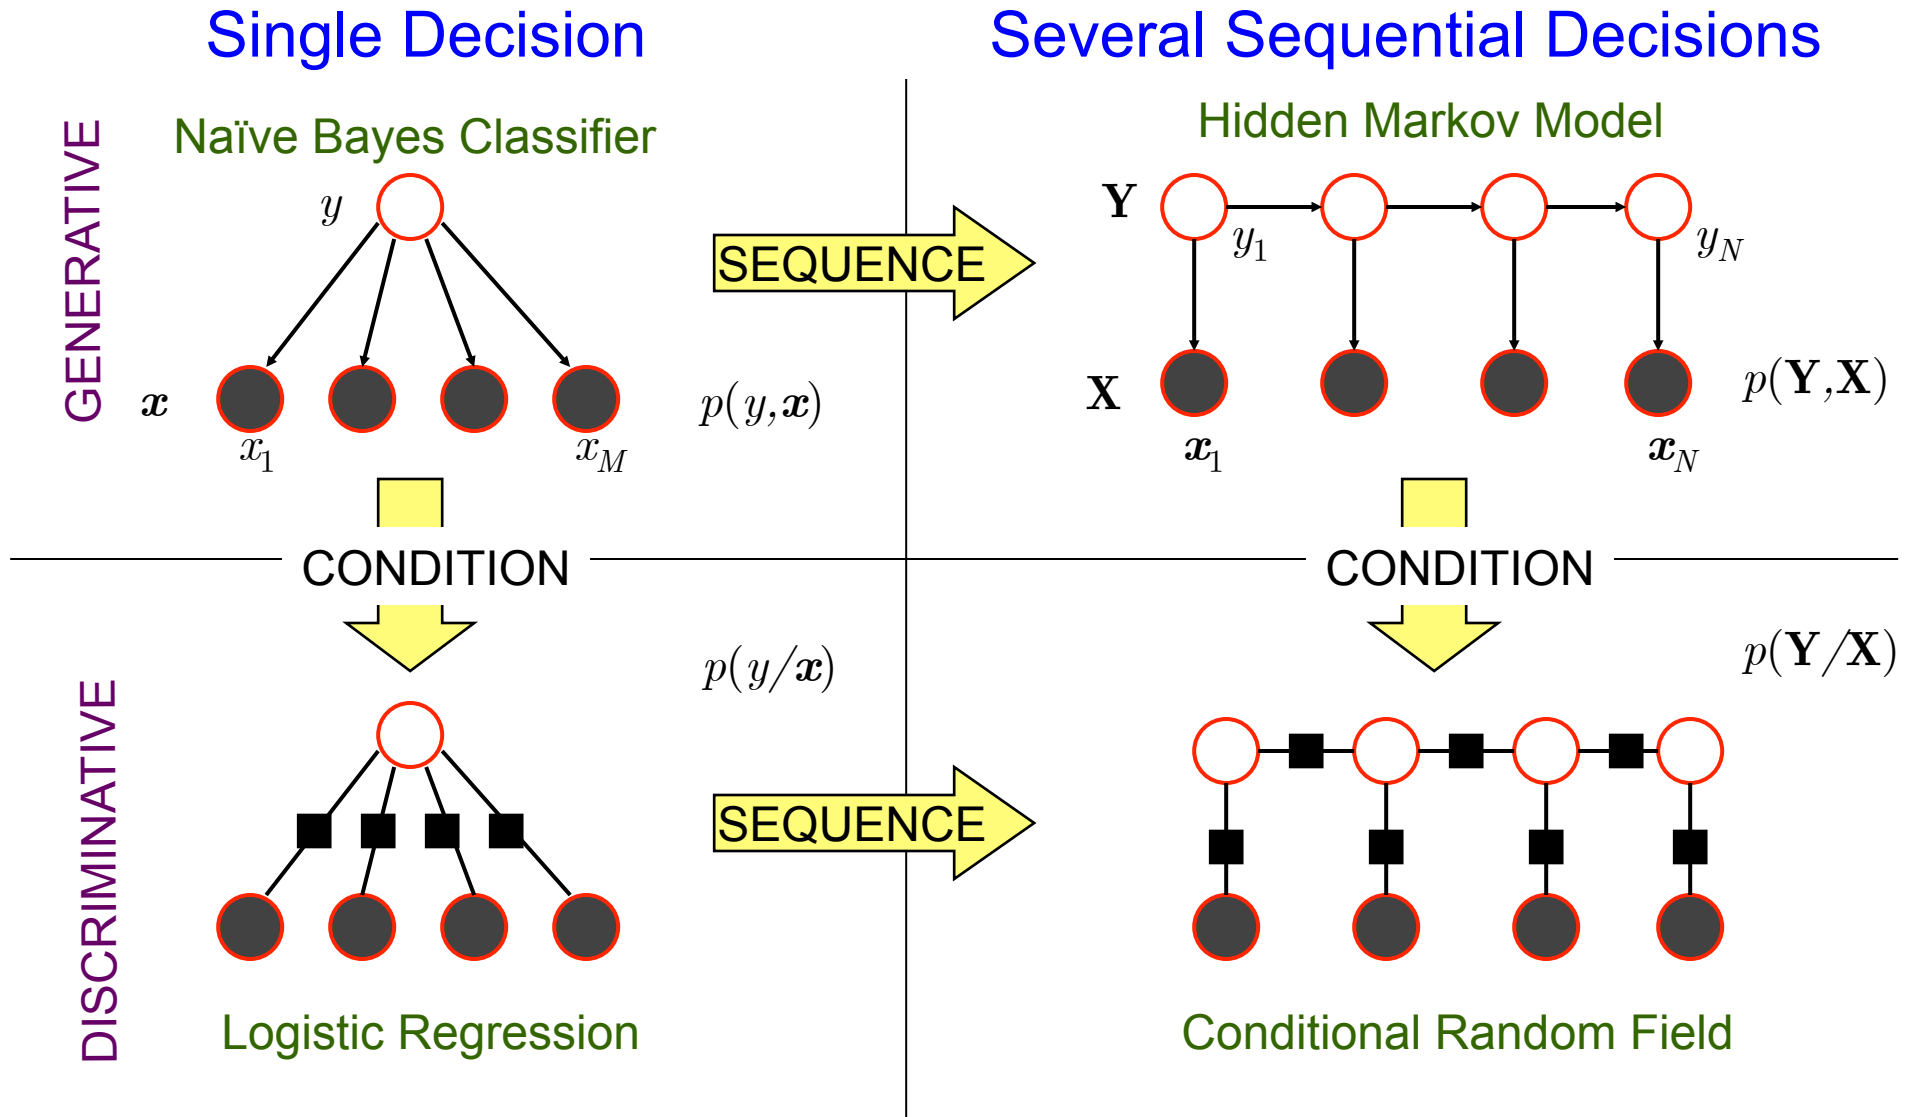 Single Decision
Several Sequential Decisions
GENERATIVE
Naïve Bayes Classifier
Hidden Markov Model
y
Y
y1
yN
SEQUENCE
x
x1
xM
p(y,x)
X
x1
xN
p(Y,X)
CONDITION
CONDITION
DISCRIMINATIVE
p(y/x)
p(Y/X)
SEQUENCE
Logistic Regression
Conditional Random Field